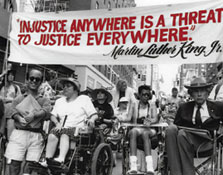 "INJUSTICE ANYWHERE IS A THREAT
TO JUSTICE EVERYWHERE."
Martin Luther King, Jr.